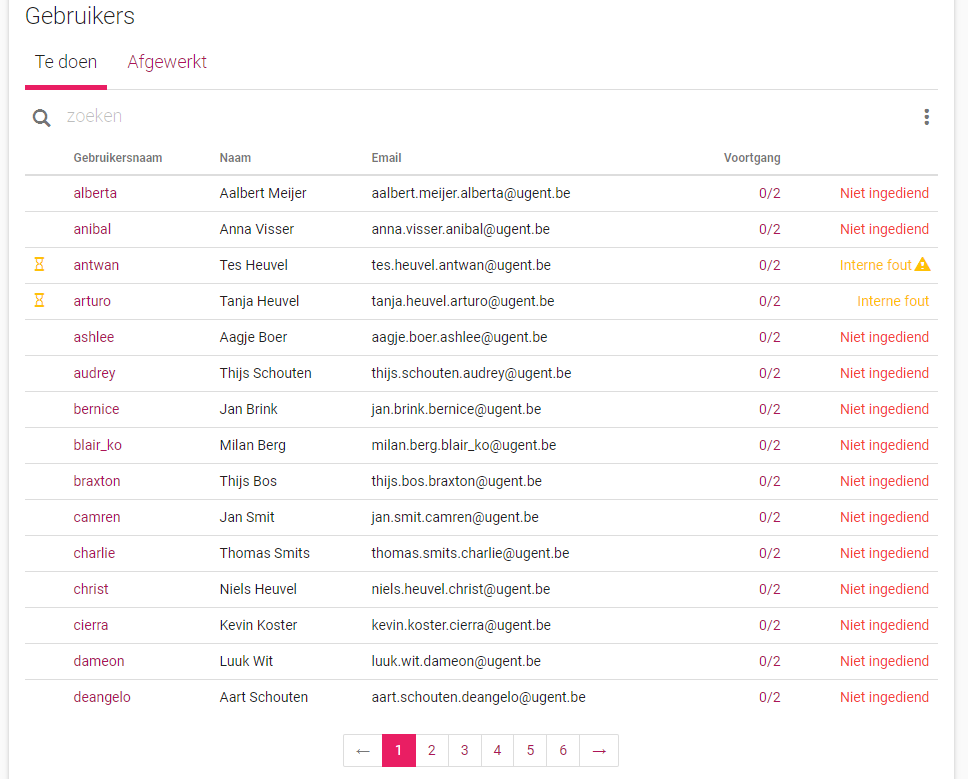 Gebruikers
Te doen Afgewerkt
zoeken
Gebruikersnaam Naam Email Voortgang
alberta Aalbert Meijer aalbert.meijer.alberta@ugent.be 0/2 Niet ingediend
anibal Anna Visser anna.visser.anibal@ugent.be 0/2 Niet ingediend
antwan Tes Heuvel tes.heuvel.antwan@ugent.be 0/2 Interne fout
arturo Tanja Heuvel tanja.heuvel.arturo@ugent.be 0/2 Interne fout
ashlee Aagje Boer aagje.boer.ashlee@ugent.be 0/2 Niet ingediend
audrey Thijs Schouten thijs.schouten.audrey@ugent.be 0/2 Niet ingediend
bernice Jan Brink jan.brink.bernice@ugent.be 0/2 Niet ingediend
blair_ko Milan Berg milan.berg.blair_ko@ugent.be 0/2 Niet ingediend
braxton Thijs Bos thijs.bos.braxton@ugent.be 0/2 Niet ingediend
camren Jan Smit jan.smit.camren@ugent.be 0/2 Niet ingediend
charlie Thomas Smits thomas.smits.charlie@ugent.be 0/2 Niet ingediend
christ Niels Heuvel niels.heuvel.christ@ugent.be 0/2 Niet ingediend
cierra Kevin Koster kevin.koster.cierra@ugent.be 0/2 Niet ingediend
dameon Luuk Wit luuk.wit.dameon@ugent.be 0/2 Niet ingediend
deangelo Aart Schouten aart.schouten.deangelo@ugent.be 0/2 Niet ingediend
← 1 2 3 4 5 6 →